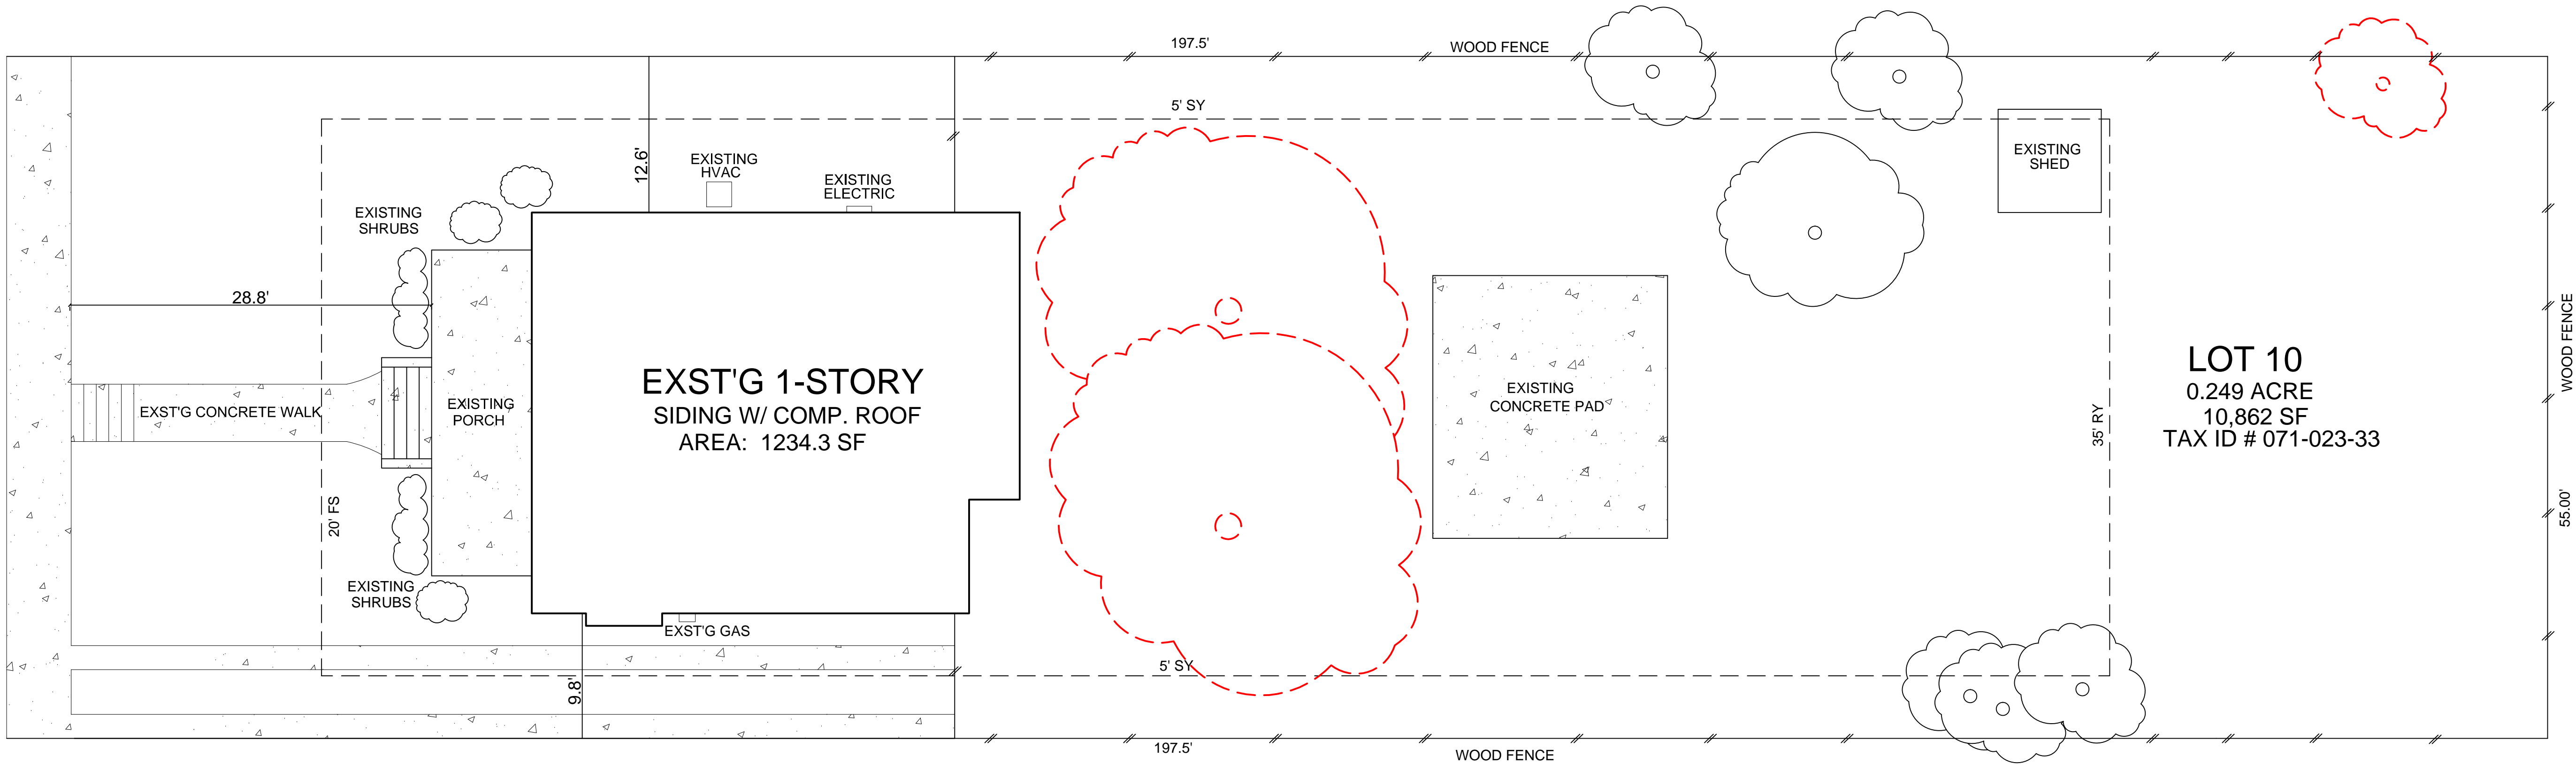 197.5'
WOOD FENCE
5' SY
12.6'
EXISTING
HVAC
EXISTING
ELECTRIC
EXISTING
SHED
EXISTING
SHRUBS
28.8'
WOOD FENCE
LOT 10
0.249 ACRE
10,862 SF
TAX ID # 071-023-33
EXST'G 1-STORY
SIDING W/ COMP. ROOF
AREA: 1234.3 SF
EXISTING
CONCRETE PAD
EXST'G CONCRETE WALK
EXISTING
PORCH
35' RY
20' FS
55.00'
EXISTING
SHRUBS
EXST'G GAS
5' SY
9.8'
197.5'
WOOD FENCE